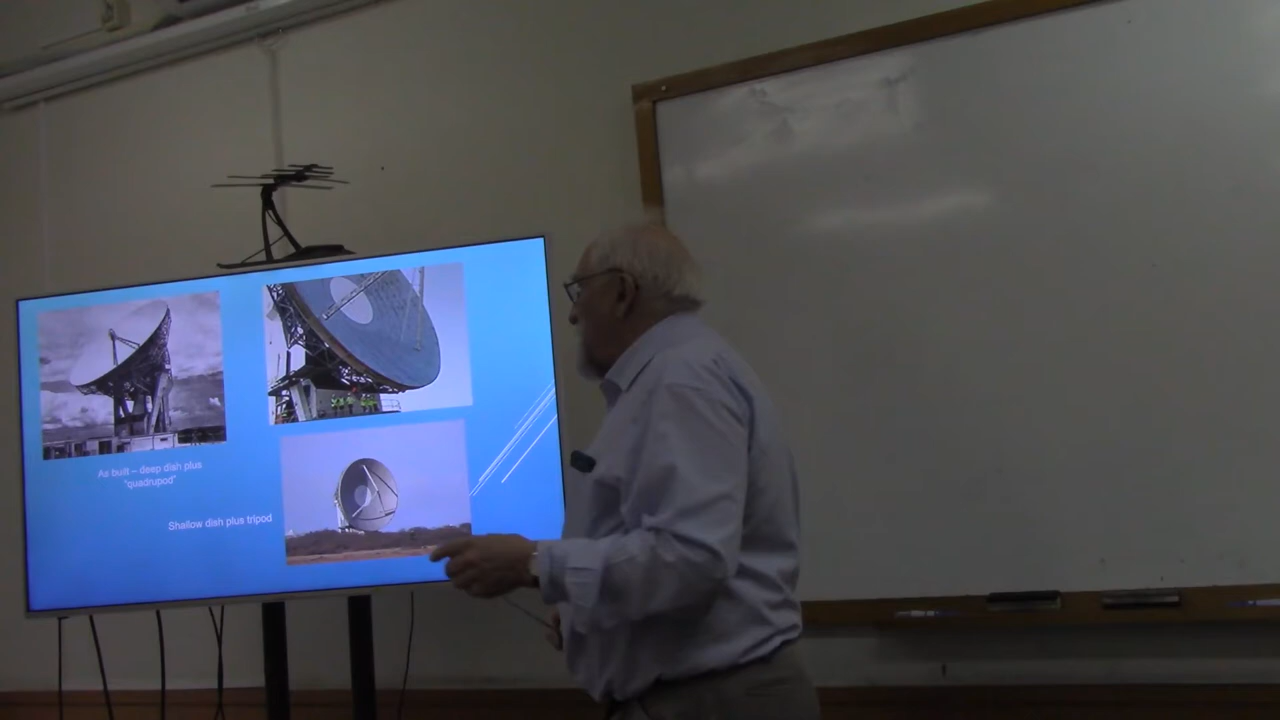 As built – deep dish plus
"quadrupod"
Shallow dish plus tripod